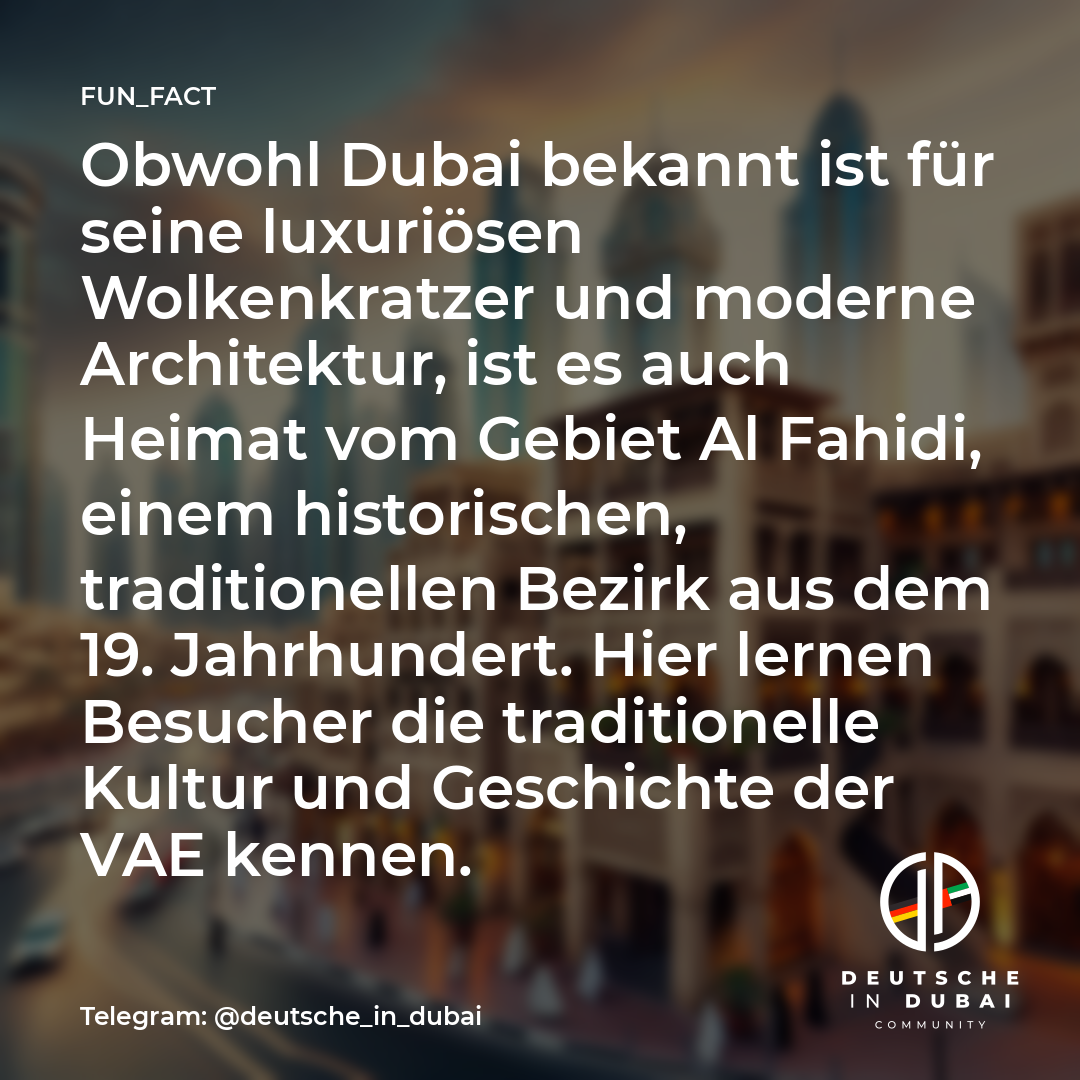 FUN_FACT
Obwohl Dubai bekannt ist für
seine luxuriösen
Wolkenkratzer und moderne
Architektur, ist es auch
Heimat vom Gebiet Al Fahidi,
einem historischen,
traditionellen Bezirk aus dem
19. Jahrhundert. Hier lernen
Besucher die traditionelle
Kultur und Geschichte der
VAE kennen.
DEUTSCHE
IN DUBAI
COMMUNITY
Telegram: @deutsche_in_dubai